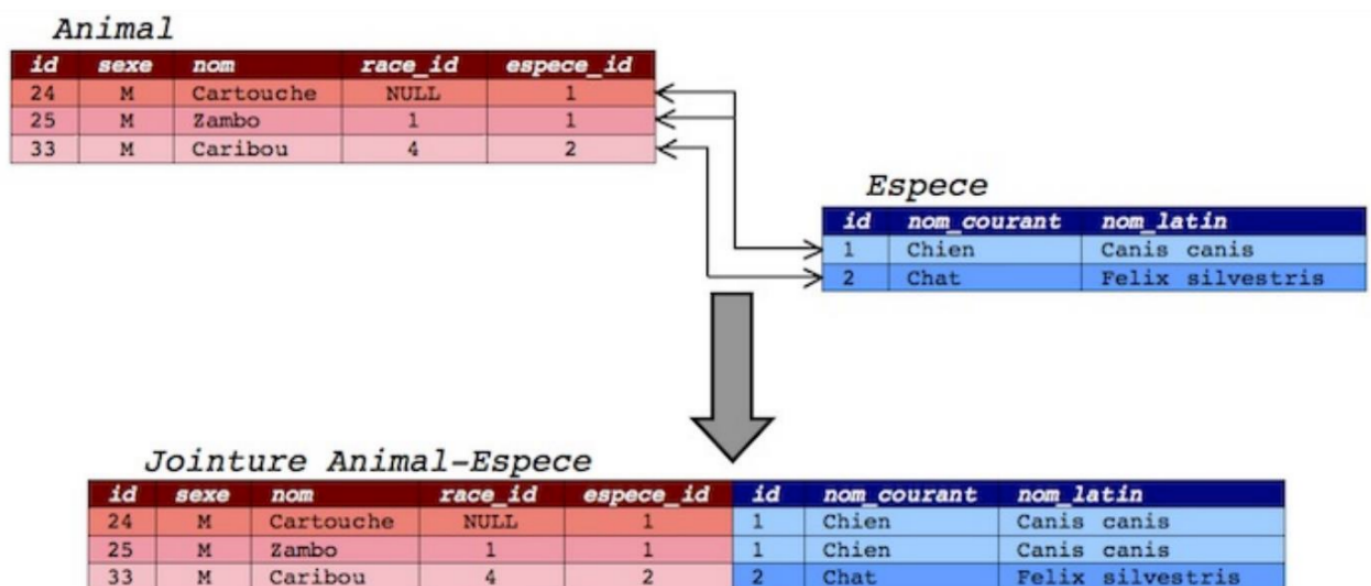 Animal
id sexe nom race_id espece_id
24 M Cartouche NULL 1
25 M Zambo 1 1
33 M Caribou 4 2
Espece
id nom_courant nom_latin
1 Chien Canis canis
2 Chat Felix silvestris
Jointure Animal-Espece
id sexe nom race_id espece_id id nom_courant nom_latin
24 M Cartouche NULL 1 1 Chien Canis canis
25 M Zambo 1 1 1 Chien Canis canis
33 M Caribou 4 2 2 Chat Felix silvestris